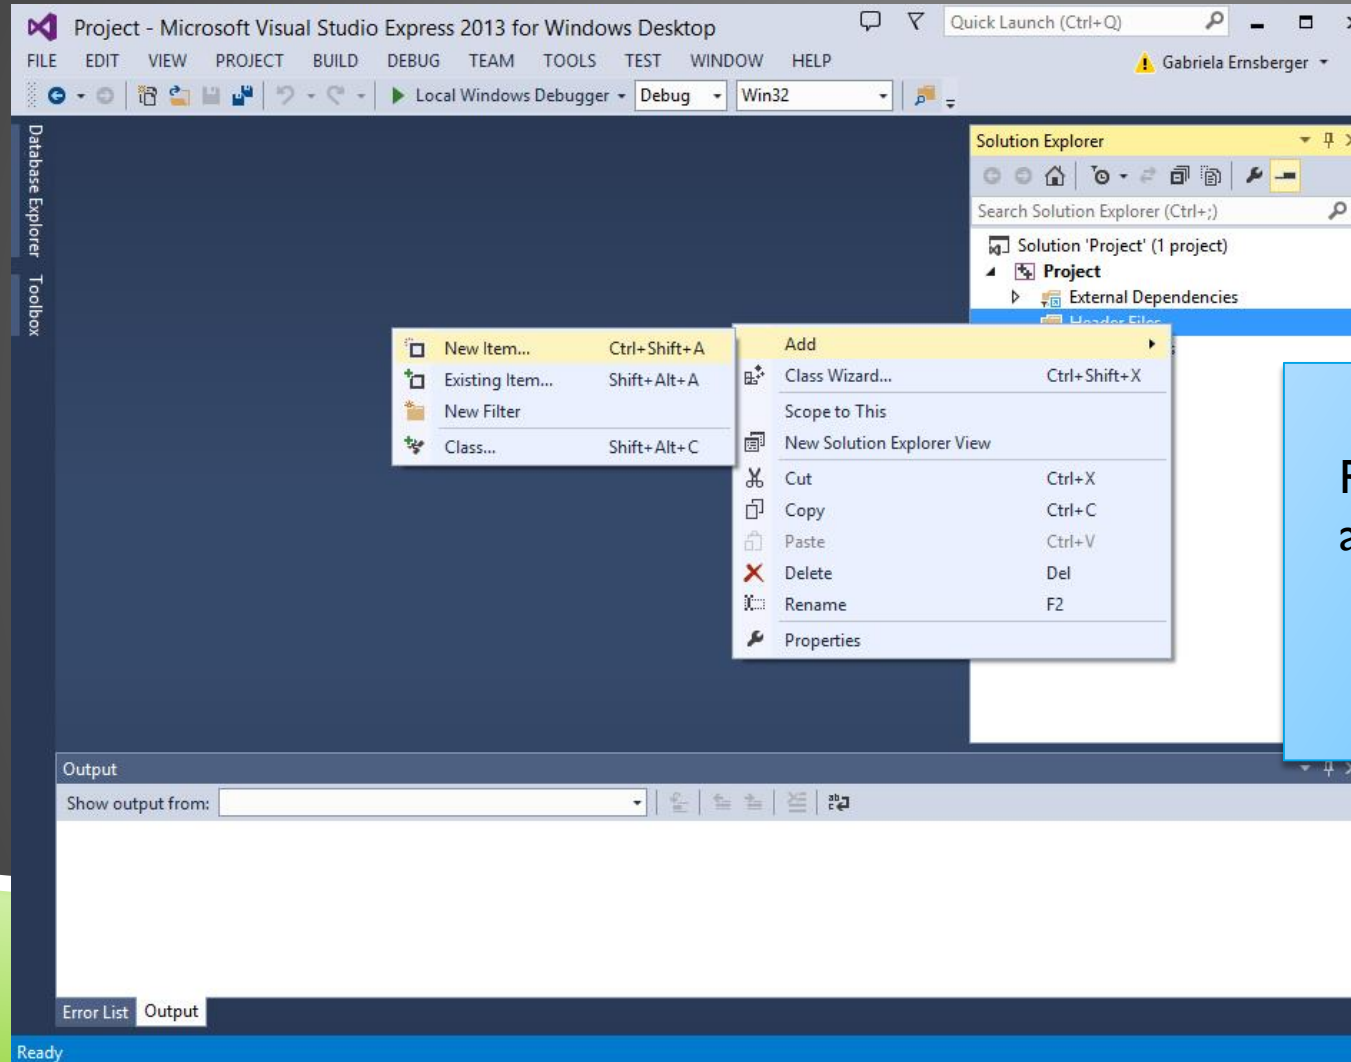 Project - Microsoft Visual Studio Express 2013 for Windows Desktop
Quick Launch (Ctrl+Q)
FILE EDIT VIEW PROJECT BUILD DEBUG TEAM TOOLS TEST WINDOW HELP
Gabriela Ernsberger
Local Windows Debugger Debug Win32
Database Explorer
Toolbox
Solution Explorer
Search Solution Explorer (Ctrl+;)
Solution 'Project' (1 project)
Project
External Dependencies
Header Files
New Item... Ctrl+Shift+A
Existing Item... Shift+Alt+A
New Filter
Class... Shift+Alt+C
Add
Class Wizard... Ctrl+Shift+X
Scope to This
New Solution Explorer View
Cut Ctrl+X
Copy Ctrl+C
Paste Ctrl+V
Delete Del
Rename F2
Properties
Output
Show output from:
Error List Output
Ready